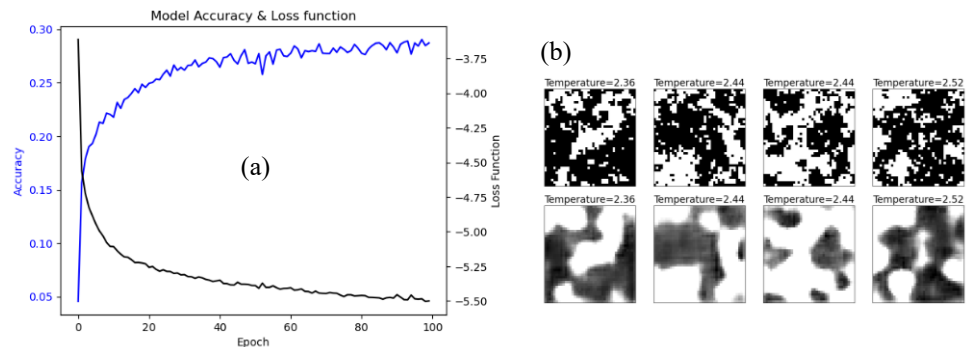 Model Accuracy & Loss function
0.30
0.25
0.20
0.15
0.10
0.05
Accuracy
(a)
−3.75
−4.00
−4.25
−4.50
−4.75
−5.00
−5.25
−5.50
Loss Function
0 20 40 60 80 100
Epoch
(b)
Temperature=2.36 Temperature=2.44 Temperature=2.44 Temperature=2.52
Temperature=2.36 Temperature=2.44 Temperature=2.44 Temperature=2.52